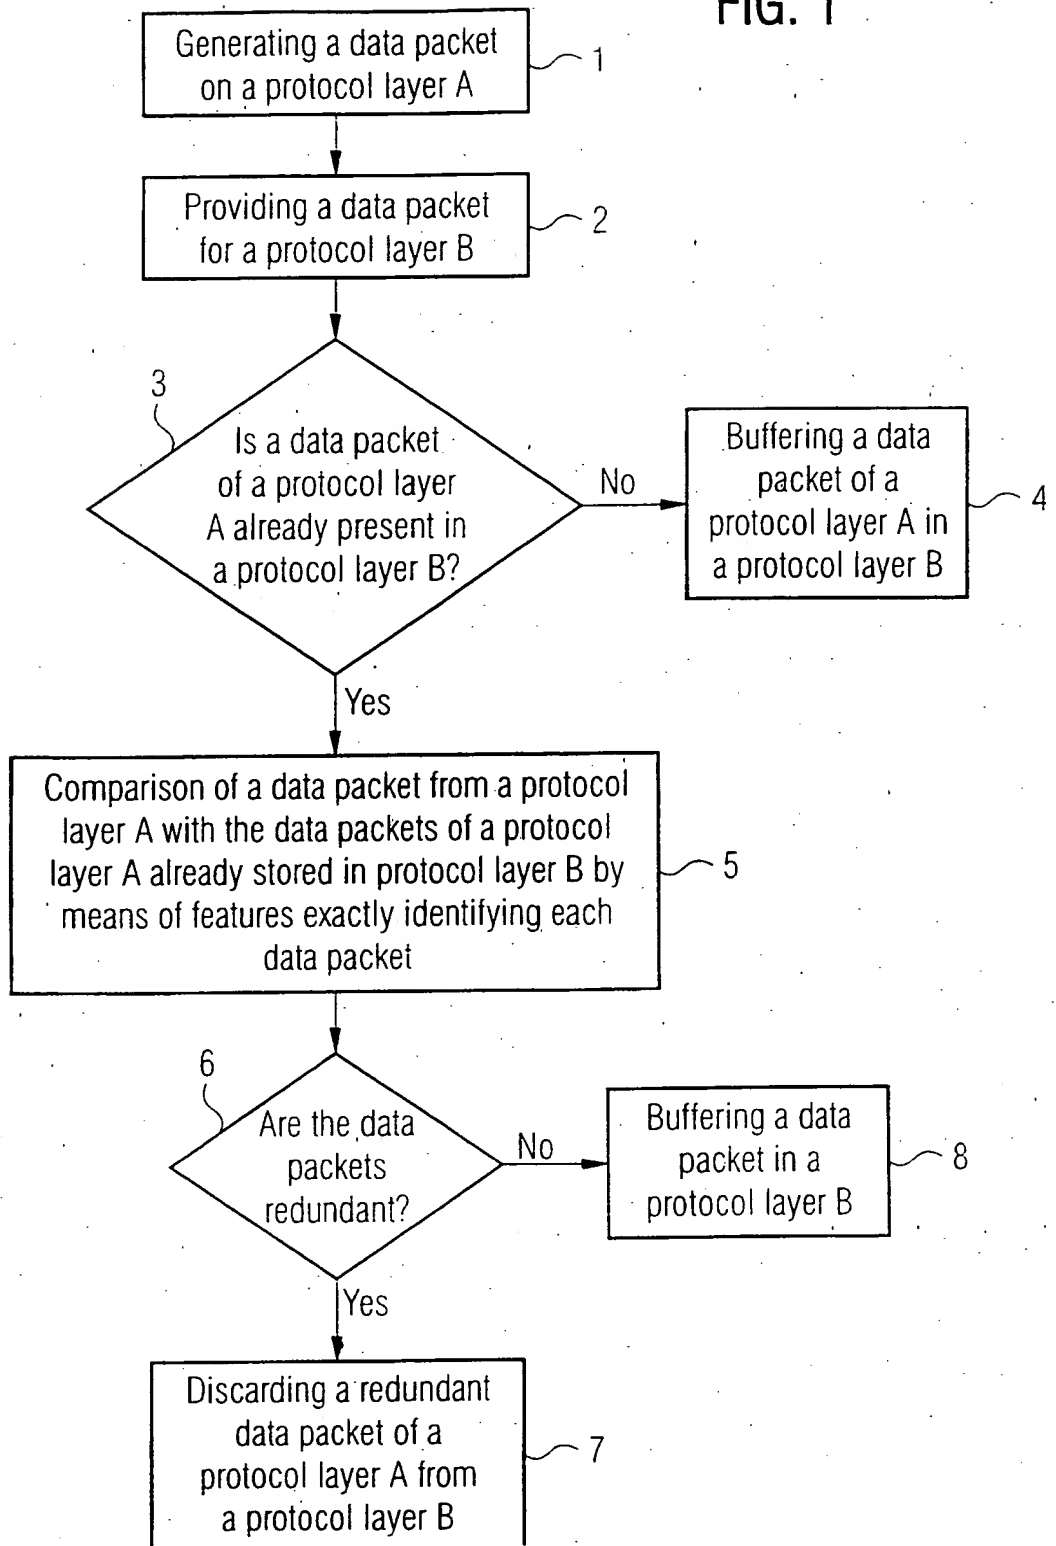 FIG. 1
Generating a data packet
on a protocol layer A
1
Providing a data packet
for a protocol layer B
2
3
Is a data packet
of a protocol layer
A already present in
a protocol layer B?
No
Buffering a data
packet of a
protocol layer A in
a protocol layer B
4
Yes
Comparison of a data packet from a protocol
layer A with the data packets of a protocol
layer A already stored in protocol layer B by
means of features exactly identifying each
data packet
5
6
Are the data
packets
redundant?
No
Buffering a data
packet in a
protocol layer B
8
Yes
Discarding a redundant
data packet of a
protocol layer A from
a protocol layer B
7